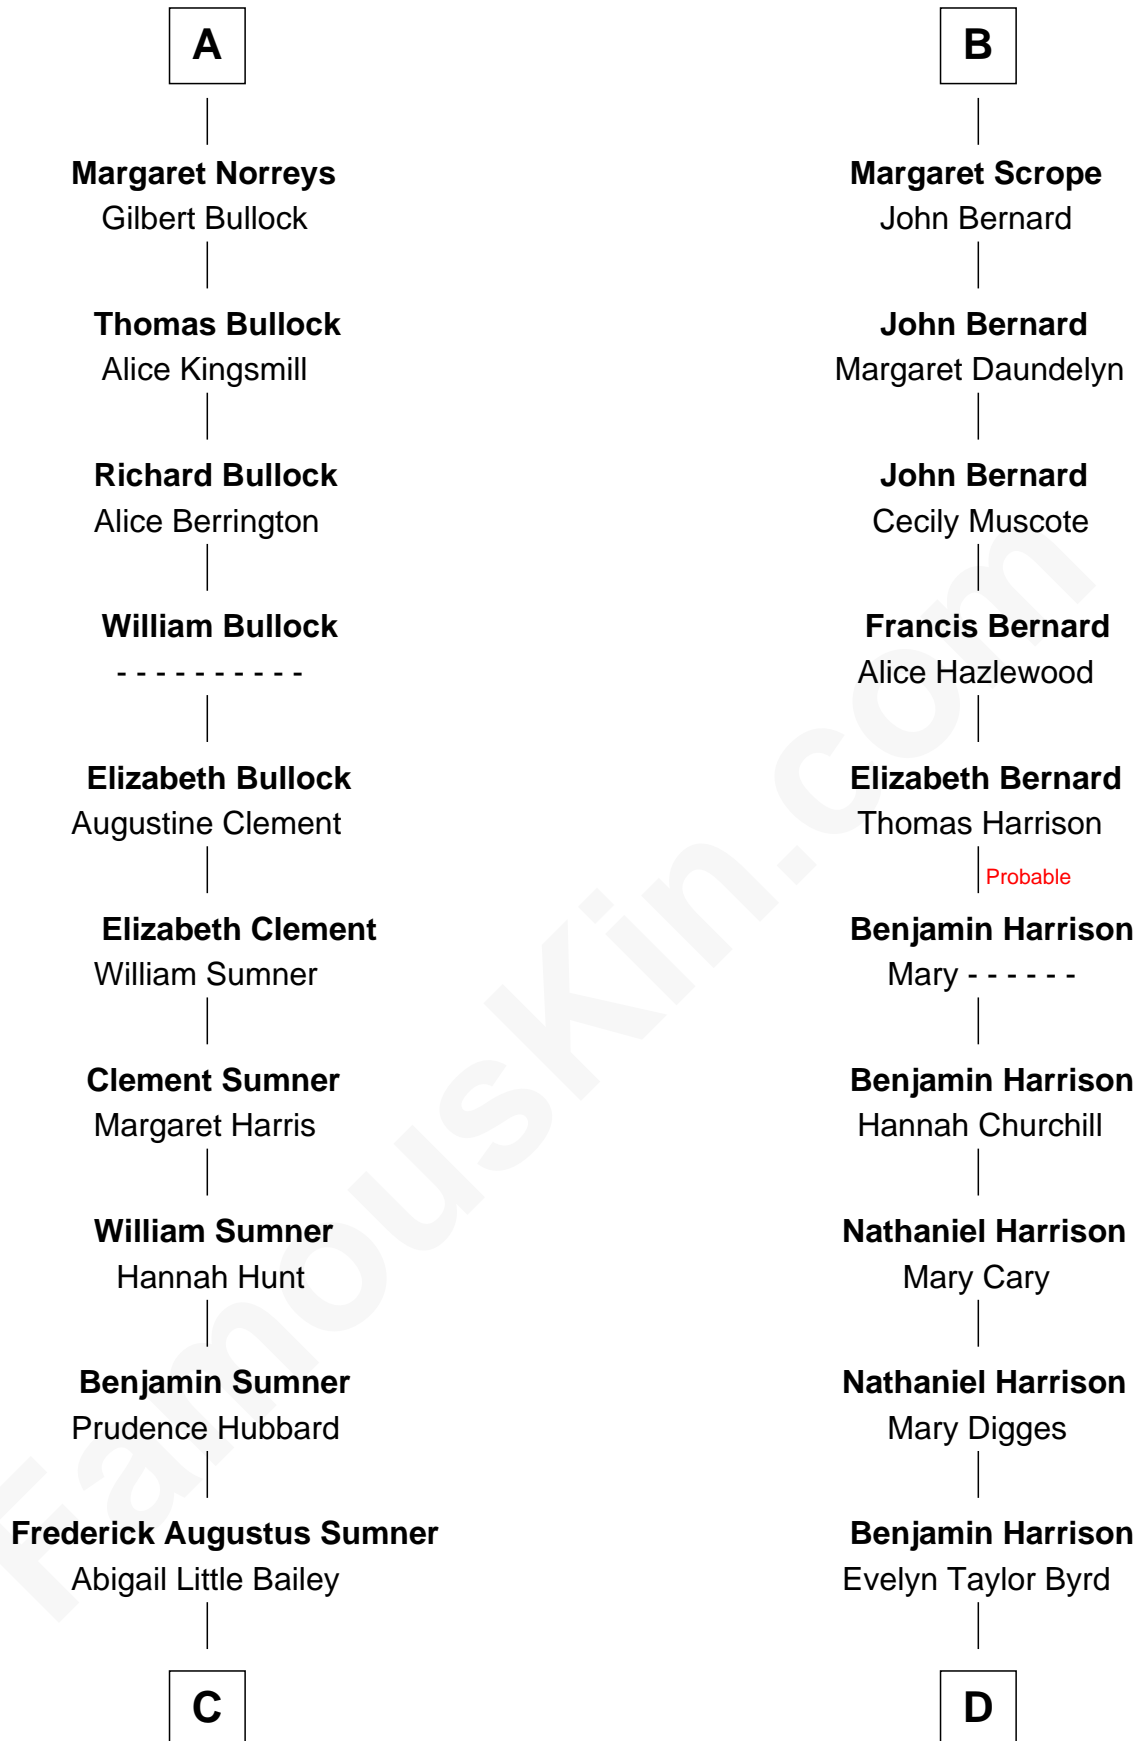 A
Margaret Norreys
Gilbert Bullock
Thomas Bullock
Alice Kingsmill
Richard Bullock
Alice Berrington
William Bullock
- - - - - - - - - -
Elizabeth Bullock
Augustine Clement
Elizabeth Clement
William Sumner
Clement Sumner
Margaret Harris
William Sumner
Hannah Hunt
Benjamin Sumner
Prudence Hubbard
Frederick Augustus Sumner
Abigail Little Bailey
C
B
Margaret Scrope
John Bernard
John Bernard
Margaret Daundelyn
John Bernard
Cecily Muscote
Francis Bernard
Alice Hazlewood
Elizabeth Bernard
Thomas Harrison
Probable
Benjamin Harrison
Mary - - - - - -
Benjamin Harrison
Hannah Churchill
Nathaniel Harrison
Mary Cary
Nathaniel Harrison
Mary Digges
Benjamin Harrison
Evelyn Taylor Byrd
D
FamousKin.com